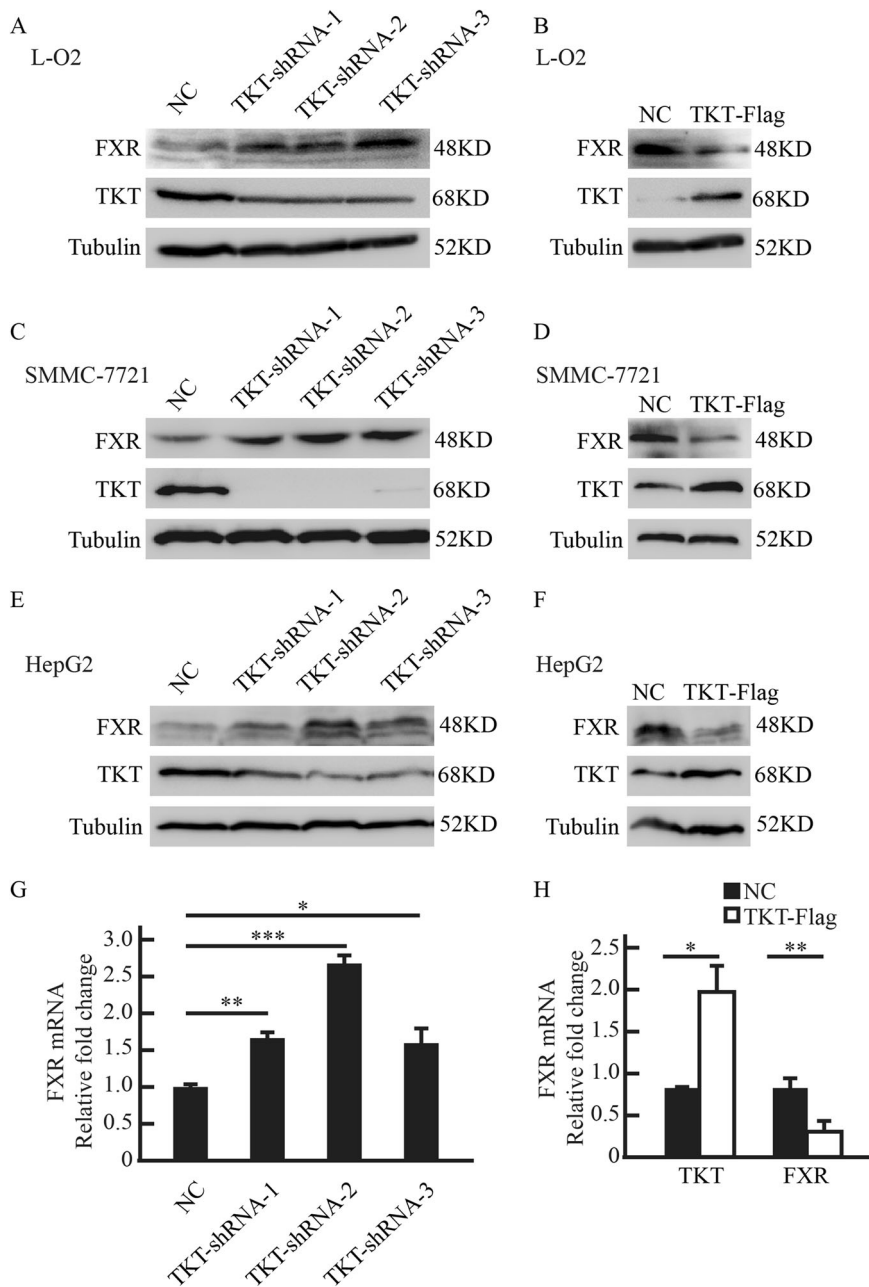 A
L-O2
NC
TKT-shRNA-1
TKT-shRNA-2
TKT-shRNA-3
FXR
48KD
TKT
68KD
Tubulin
52KD
B
L-O2
NC TKT-Flag
FXR
48KD
TKT
68KD
Tubulin
52KD
C
SMMC-7721
NC
TKT-shRNA-1
TKT-shRNA-2
TKT-shRNA-3
FXR
48KD
TKT
68KD
Tubulin
52KD
D
SMMC-7721
NC TKT-Flag
FXR
48KD
TKT
68KD
Tubulin
52KD
E
HepG2
NC
TKT-shRNA-1
TKT-shRNA-2
TKT-shRNA-3
FXR
48KD
TKT
68KD
Tubulin
52KD
F
HepG2
NC TKT-Flag
FXR
48KD
TKT
68KD
Tubulin
52KD
G
FXR mRNA
Relative fold change
3.0
2.5
2.0
1.5
1.0
0
*
***
**
NC
TKT-shRNA-1
TKT-shRNA-2
TKT-shRNA-3
H
NC
TKT-Flag
FXR mRNA
Relative fold change
2.5
2.0
1.5
1.0
0.5
0
*
**
TKT
FXR